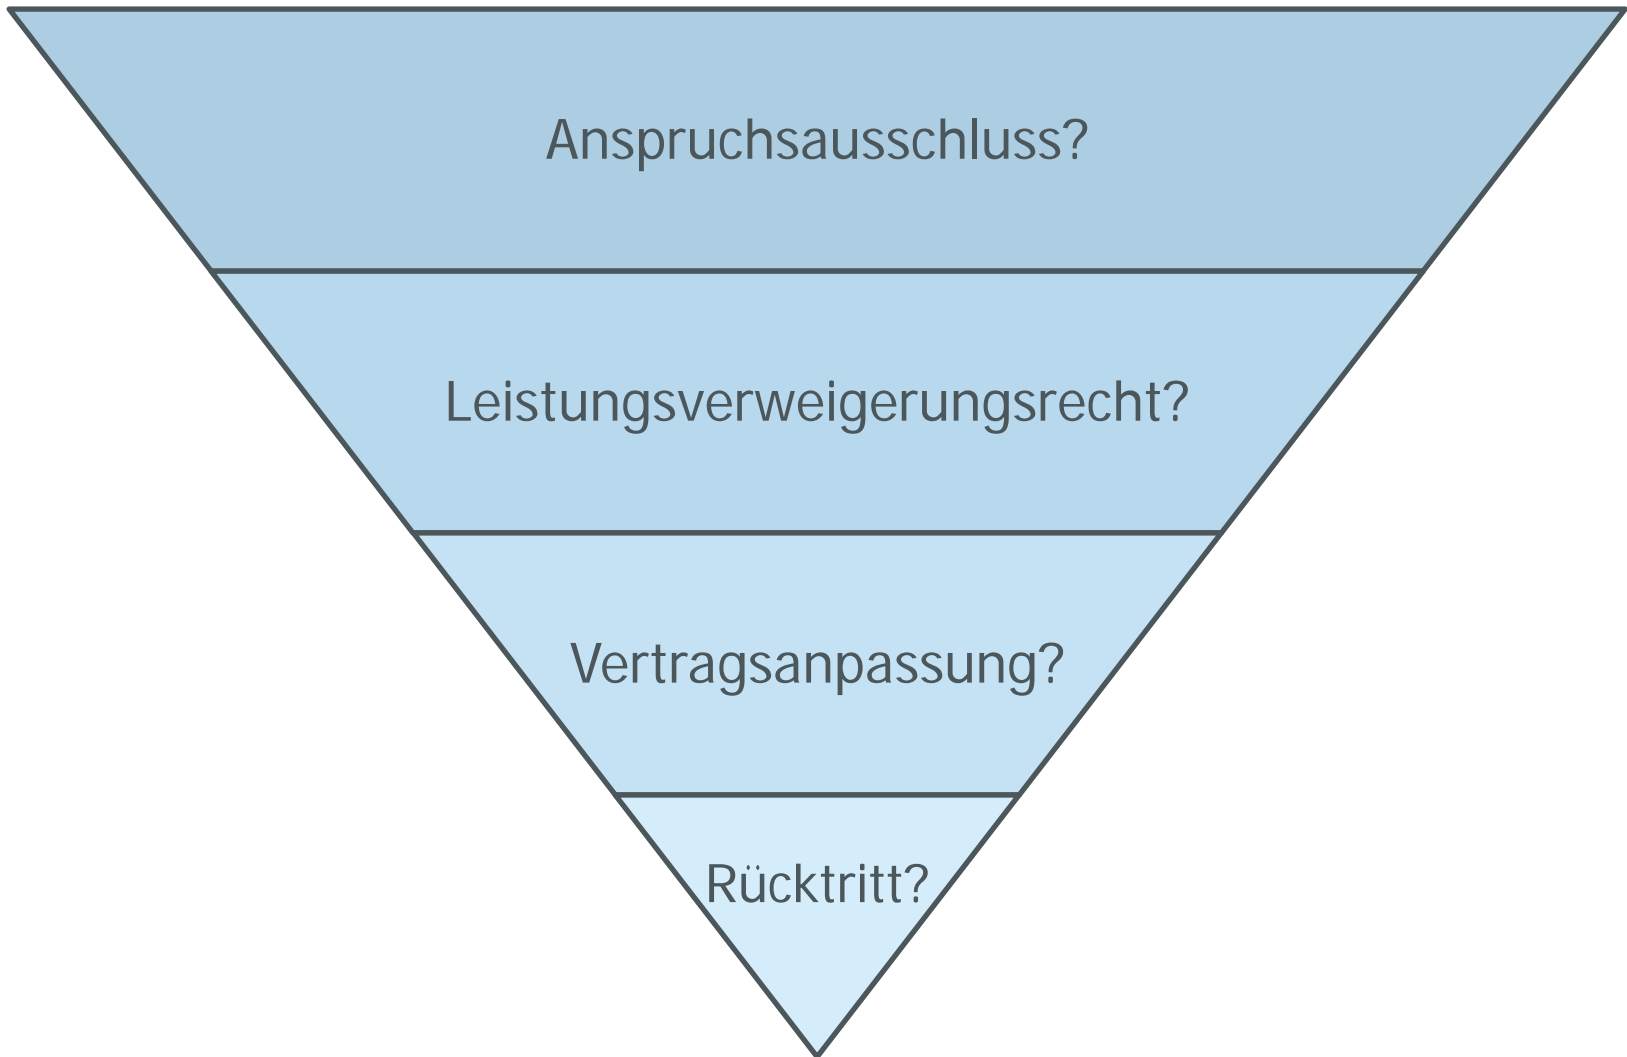 Anspruchsausschluss?
Leistungsverweigerungsrecht?
Vertragsanpassung?
Rücktritt?